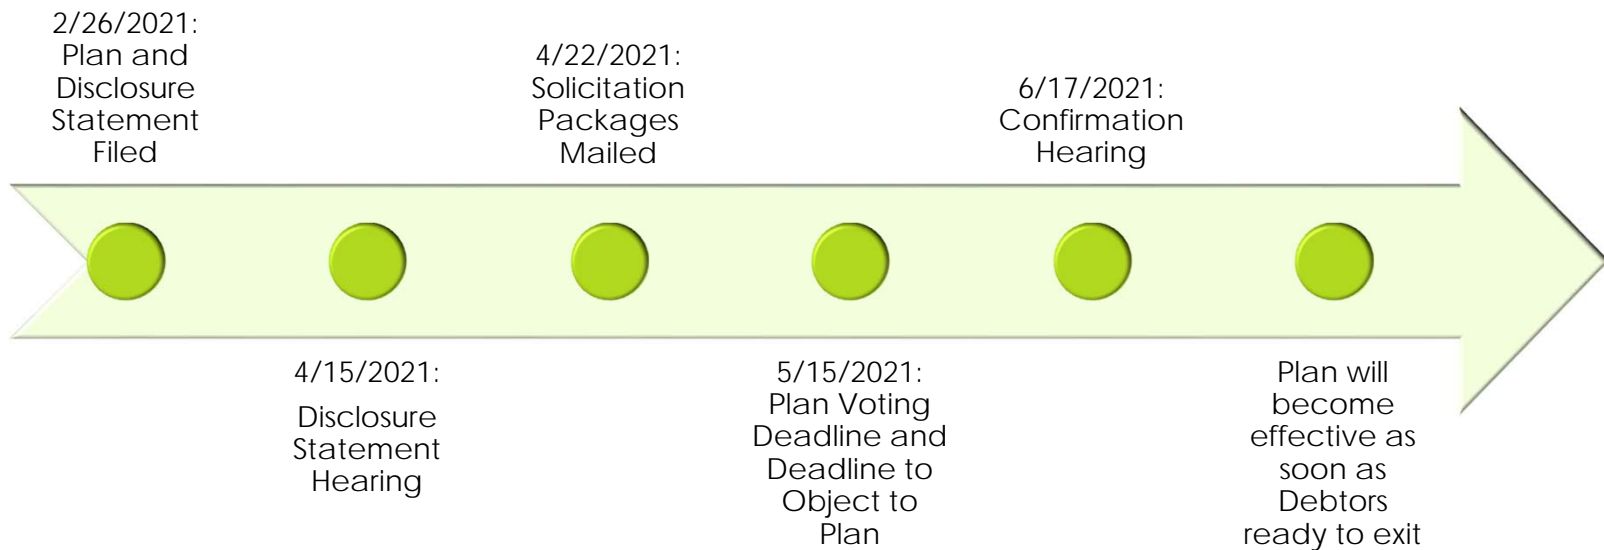 2/26/2021:
Plan and
Disclosure
Statement
Filed
4/15/2021:
Disclosure
Statement
Hearing
4/22/2021:
Solicitation
Packages
Mailed
5/15/2021:
Plan Voting
Deadline and
Deadline to
Object to
Plan
6/17/2021:
Confirmation
Hearing
Plan will
become
effective as
soon as
Debtors
ready to exit